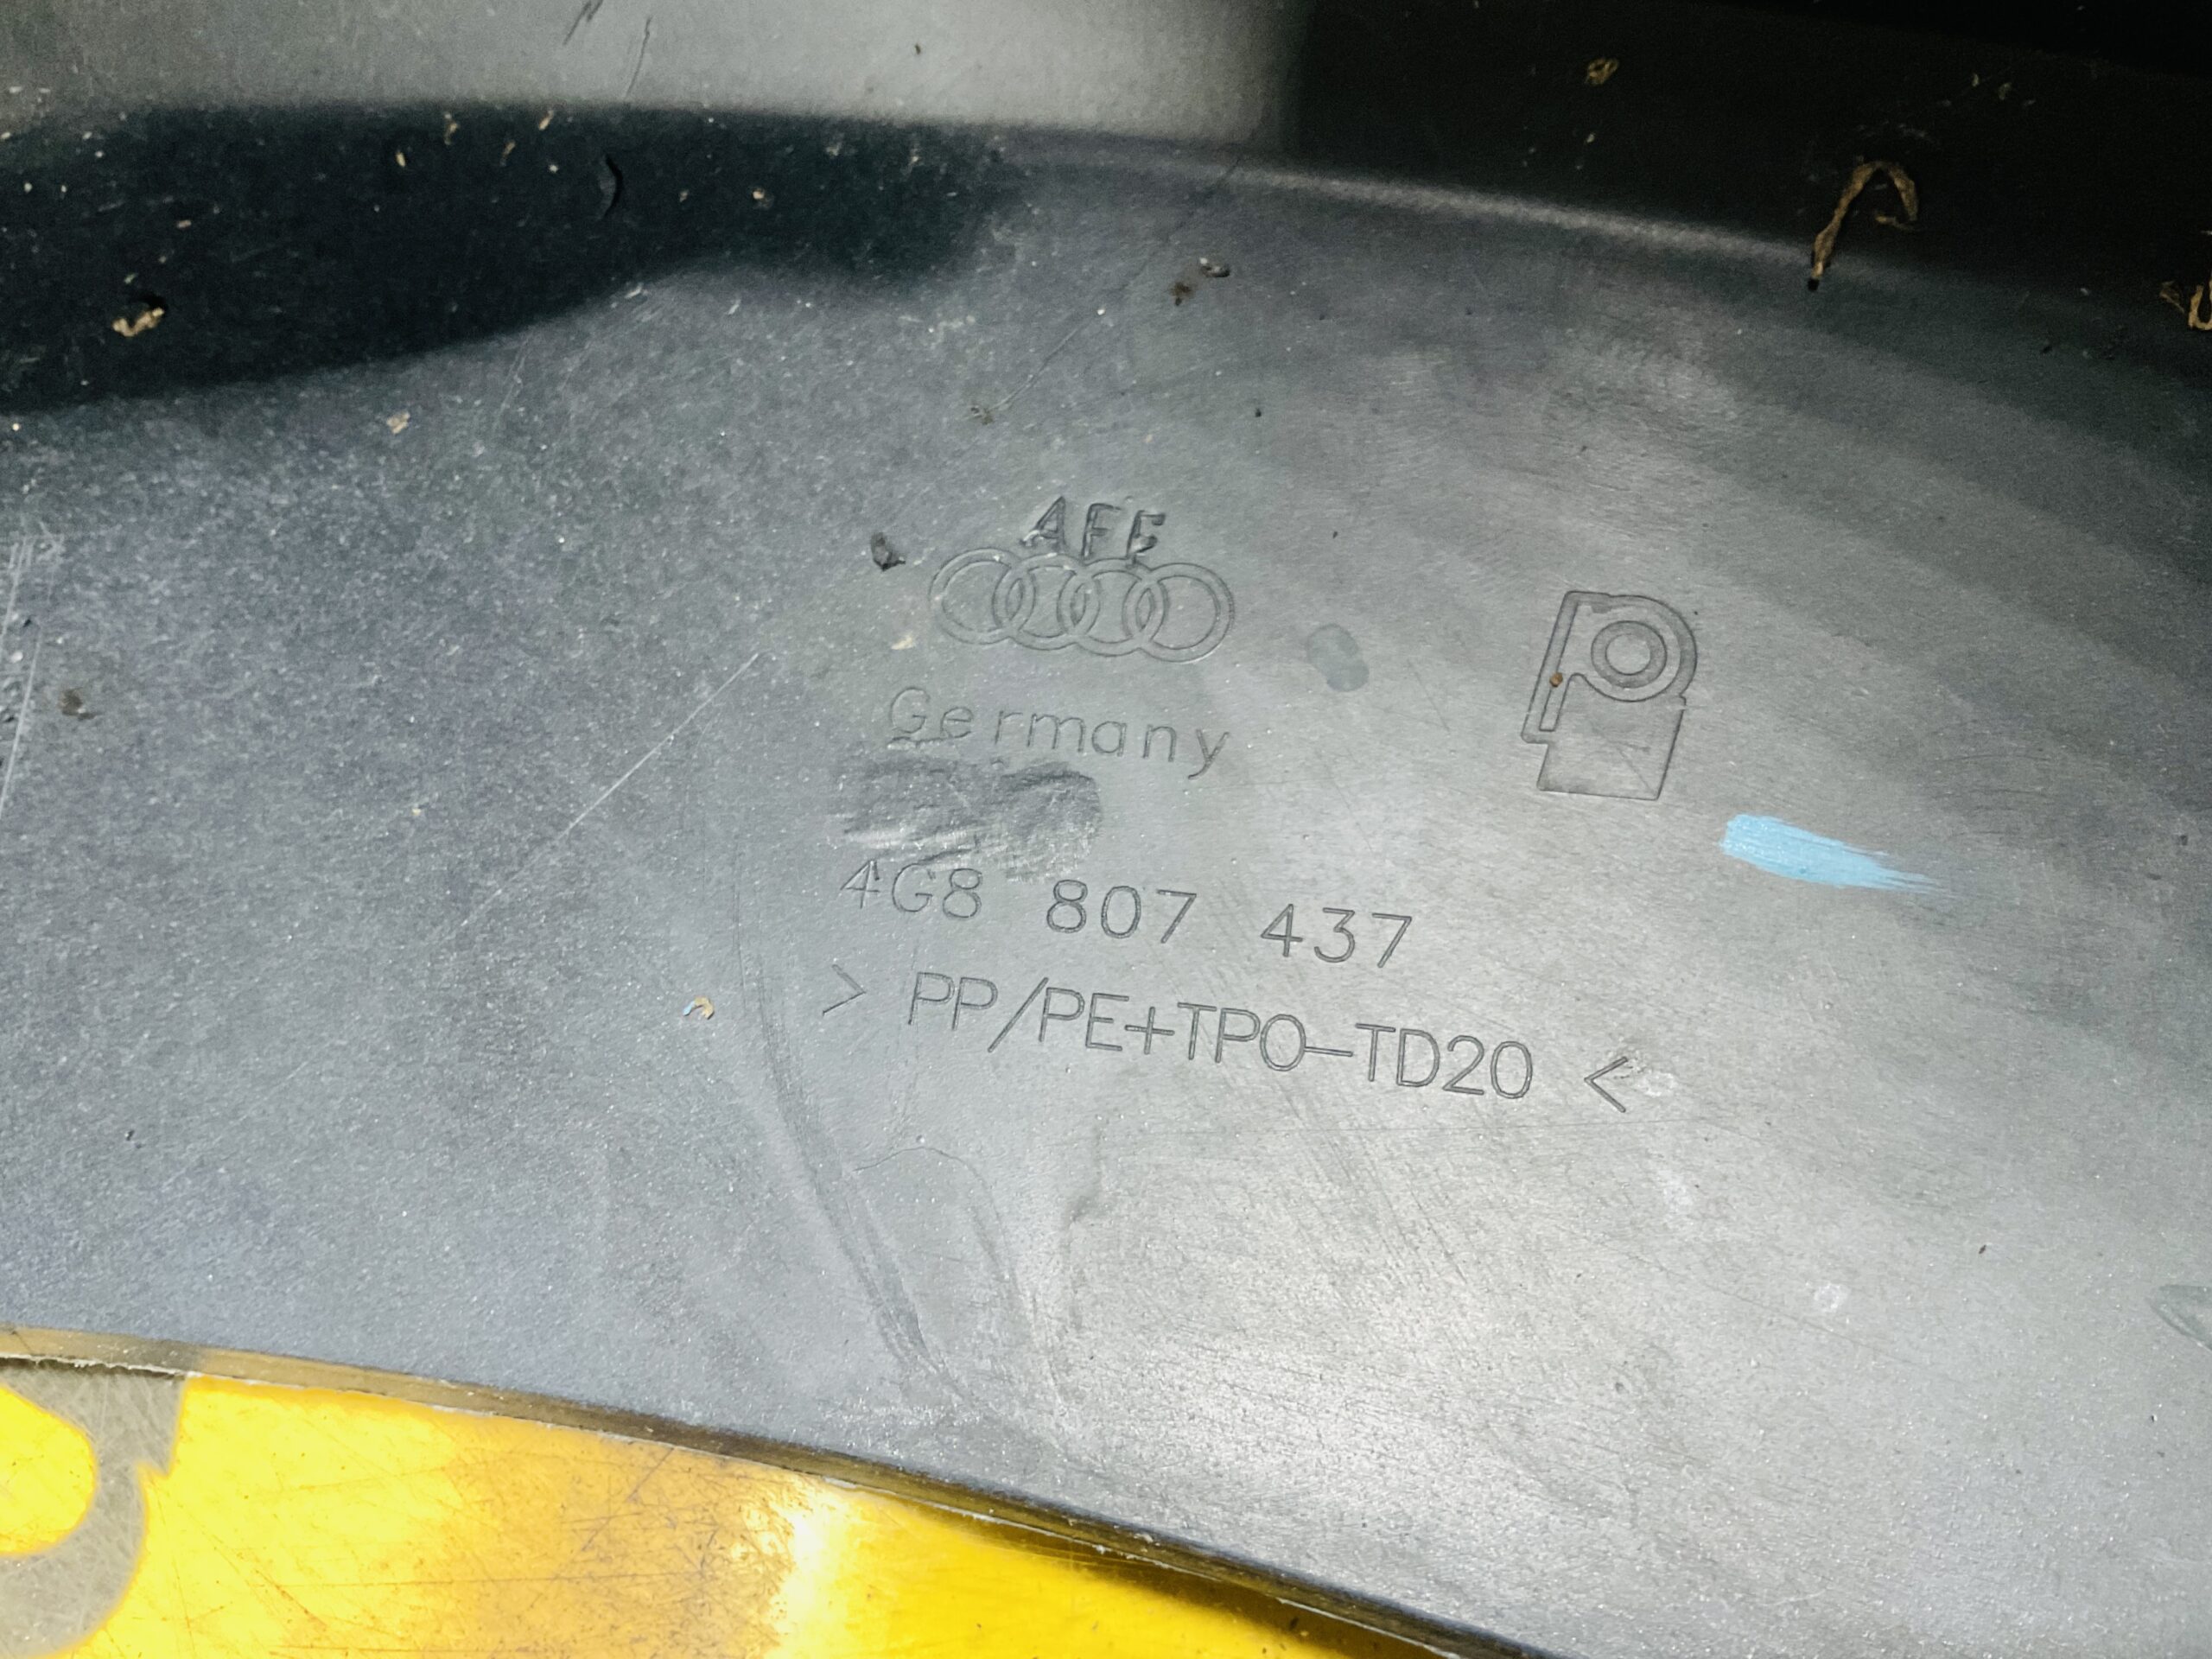 AFE
Germany
4G8 807 437
> PP/PE+TPO-TD20 <